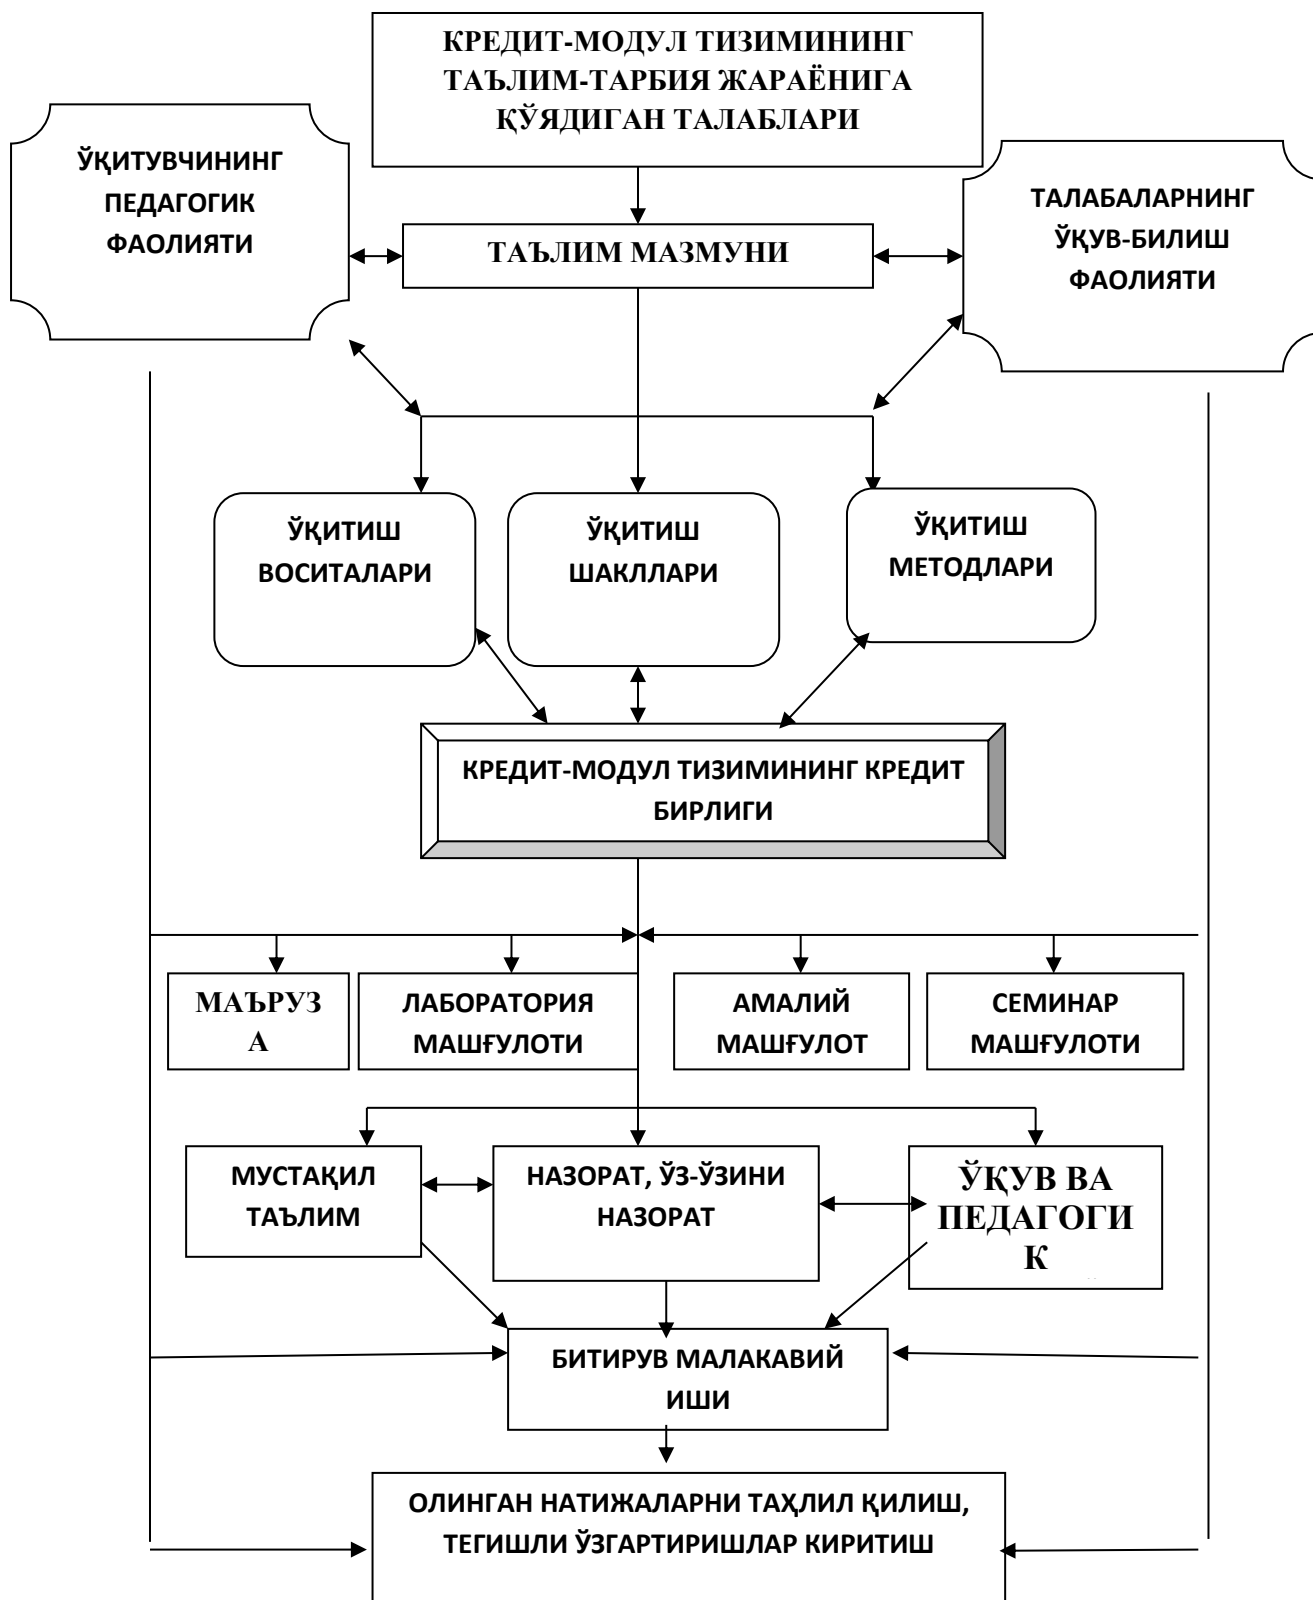 КРЕДИТ-МОДУЛ ТИЗИМИНИНГ
ТАЪЛИМ-ТАРБИЯ ЖАРАЁНИГА
ҚЎЯДИГАН ТАЛАБЛАРИ
ЎҚИТУВЧИНИНГ
ПЕДАГОГИК
ФАОЛИЯТИ
ТАЛАБАЛАРНИНГ
ЎҚУВ-БИЛИШ
ФАОЛИЯТИ
ТАЪЛИМ МАЗМУНИ
ЎҚИТИШ
ВОСИТАЛАРИ
ЎҚИТИШ
ШАКЛЛАРИ
ЎҚИТИШ
МЕТОДЛАРИ
КРЕДИТ-МОДУЛ ТИЗИМИНИНГ КРЕДИТ
БИРЛИГИ
МАЪРУЗ
А
ЛАБОРАТОРИЯ
МАШҒУЛОТИ
АМАЛИЙ
МАШҒУЛОТ
СЕМИНАР
МАШҒУЛОТИ
МУСТАҚИЛ
ТАЪЛИМ
НАЗОРАТ, ЎЗ-ЎЗИНИ
НАЗОРАТ
ЎҚУВ ВА
ПЕДАГОГИ
К
БИТИРУВ МАЛАКАВИЙ
ИШИ
ОЛИНГАН НАТИЖАЛАРНИ ТАҲЛИЛ ҚИЛИШ,
ТЕГИШЛИ ЎЗГАРТИРИШЛАР КИРИТИШ